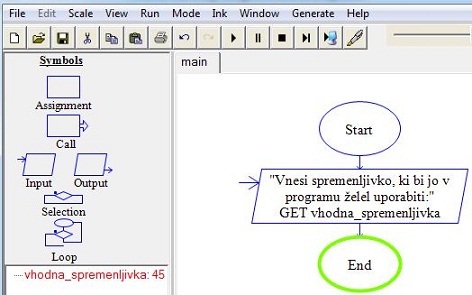 File Edit Scale View Run Mode Ink Window Generate Help
Symbols
Assignment
Call
Input Output
Selection
Loop
vhodna_spremenljivka: 45
main
Start
"Vnesi spremenljivko, ki bi jo v
programu želel uporabiti:"
GET vhodna_spremenljivka
End